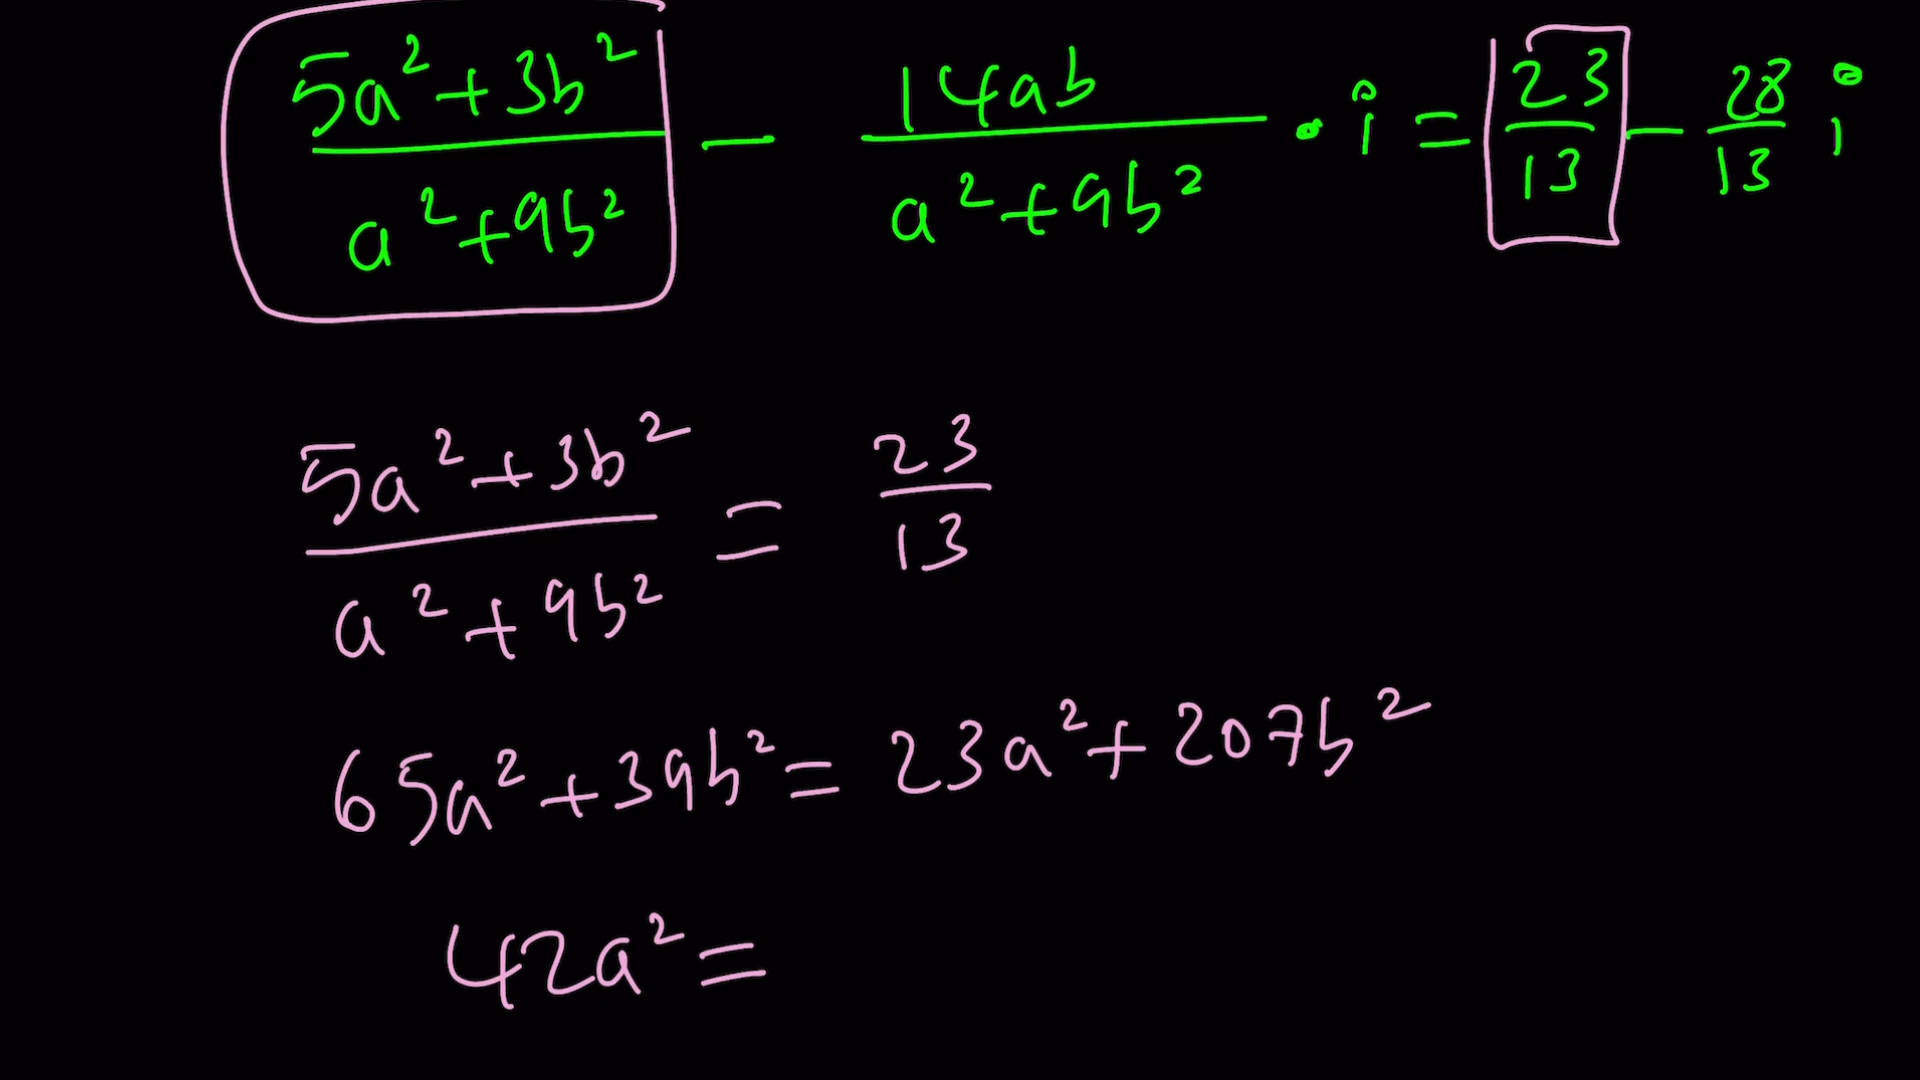 5a²+3b²/a²+9b² − 14ab/a²+9b² · i = 23/13 − 28/13 i
5a²+3b²/a²+9b² = 23/13
65a²+39b² = 23a²+207b²
42a² =